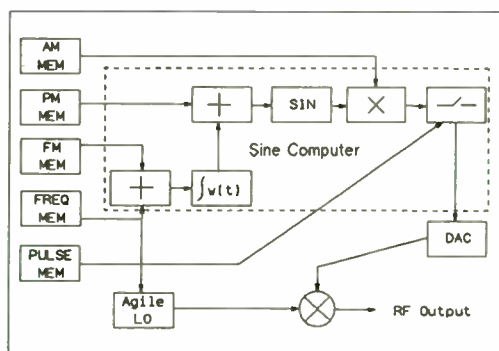 AM
MEM
PM
MEM
+
SIN
×
FM
MEM
Sine Computer
+
∫w(t)
FREQ
MEM
PULSE
MEM
DAC
Agile
LO
RF Output